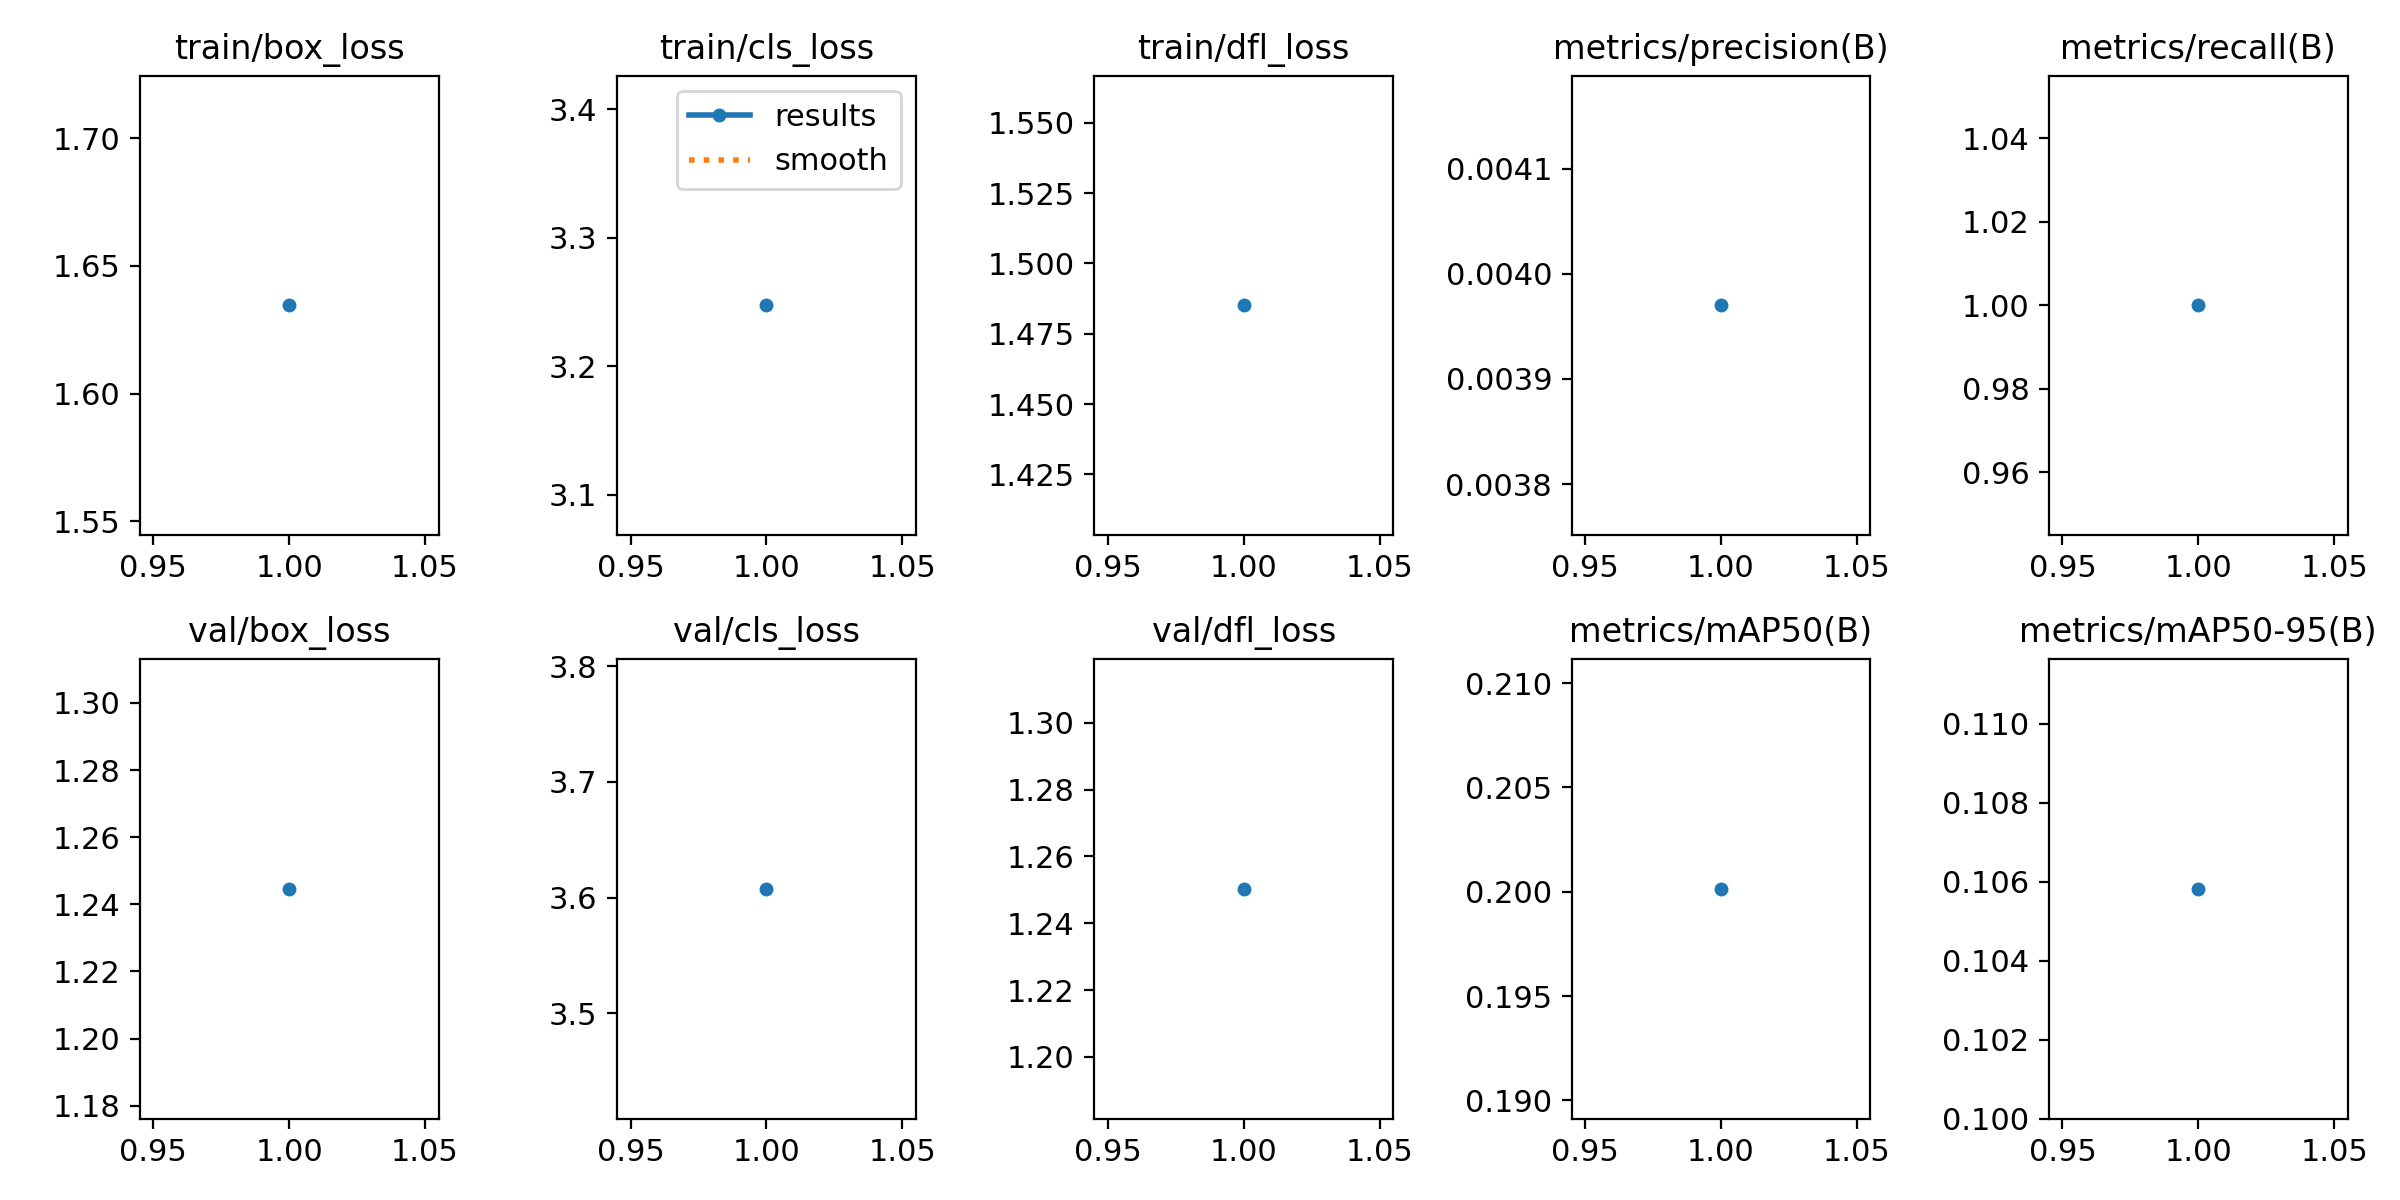 train/box_loss
1.70
1.65
1.60
1.55
0.95 1.00 1.05
train/cls_loss
results
smooth
3.4
3.3
3.2
3.1
0.95 1.00 1.05
train/dfl_loss
1.550
1.525
1.500
1.475
1.450
1.425
0.95 1.00 1.05
metrics/precision(B)
0.0041
0.0040
0.0039
0.0038
0.95 1.00 1.05
metrics/recall(B)
1.04
1.02
1.00
0.98
0.96
0.95 1.00 1.05
val/box_loss
1.30
1.28
1.26
1.24
1.22
1.20
1.18
0.95 1.00 1.05
val/cls_loss
3.8
3.7
3.6
3.5
0.95 1.00 1.05
val/dfl_loss
1.30
1.28
1.26
1.24
1.22
1.20
0.95 1.00 1.05
metrics/mAP50(B)
0.210
0.205
0.200
0.195
0.190
0.95 1.00 1.05
metrics/mAP50-95(B)
0.110
0.108
0.106
0.104
0.102
0.100
0.95 1.00 1.05